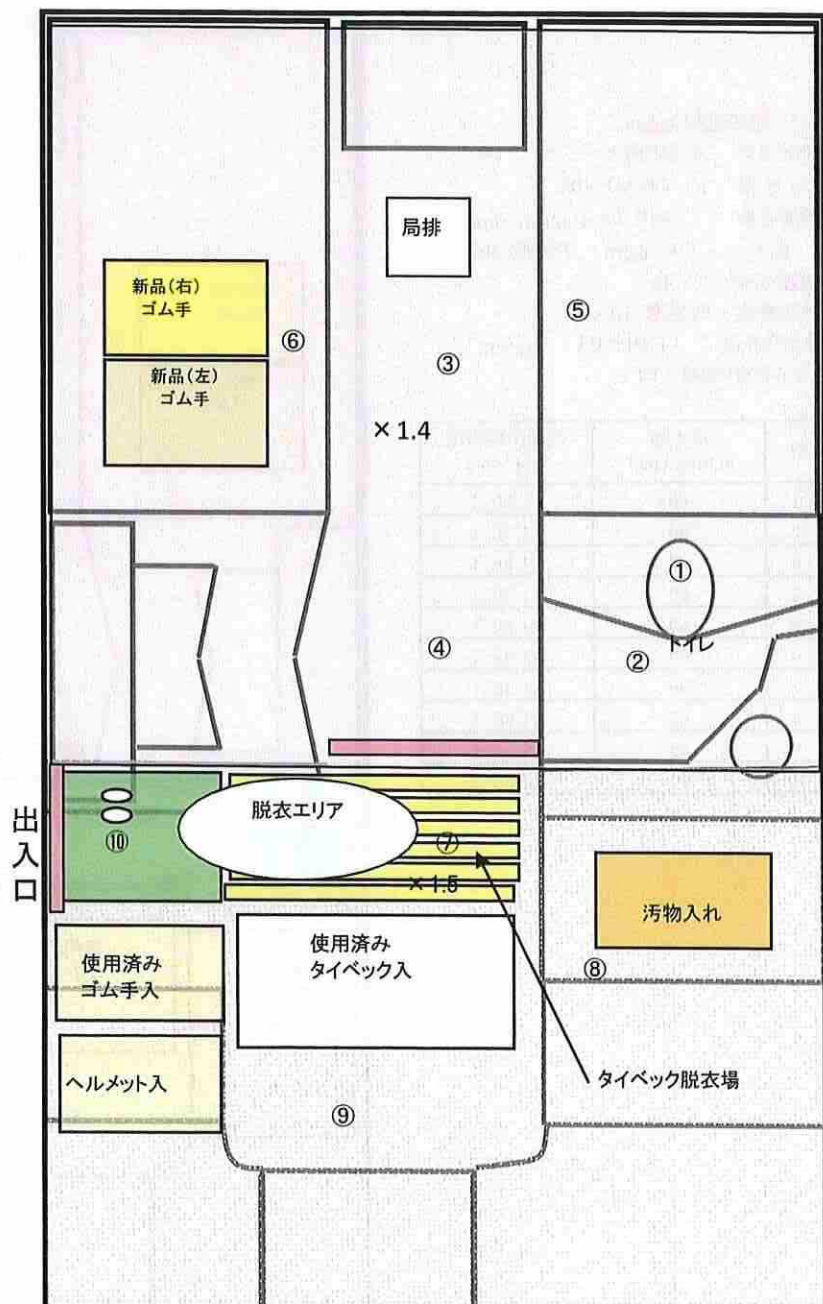 局排
新品(右)
ゴム手
⑥
新品(左)
ゴム手
③
⑤
×1.4
①
トイレ
②
④
出入口
脱衣エリア
⑩
⑦
×1.5
汚物入れ
使用済み
ゴム手入
使用済み
タイベック入
⑧
ヘルメット入
タイベック脱衣場
⑨